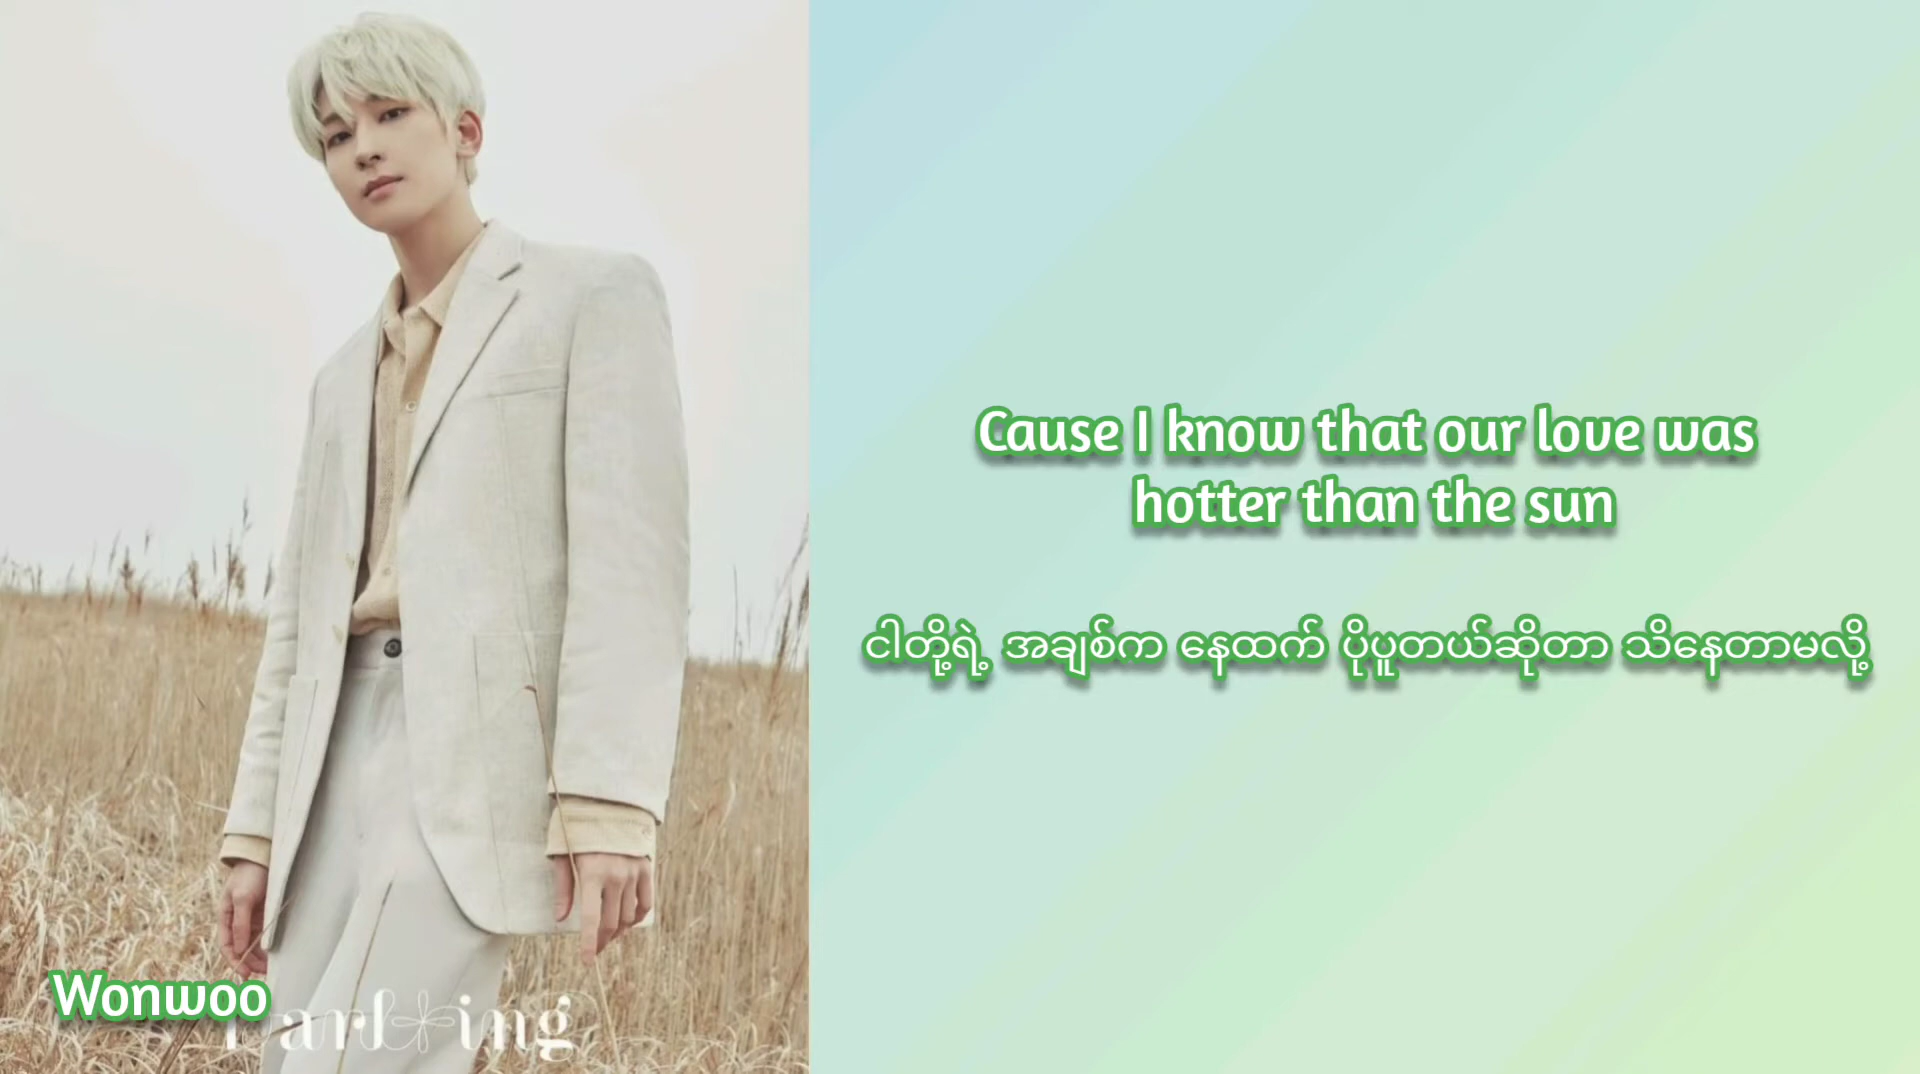 Cause I know that our love was
hotter than the sun
ငါတို့ရဲ့ အချစ်က နေထက် ပိုပူတယ်ဆိုတာ သိနေတာမလို့
Wonwoo